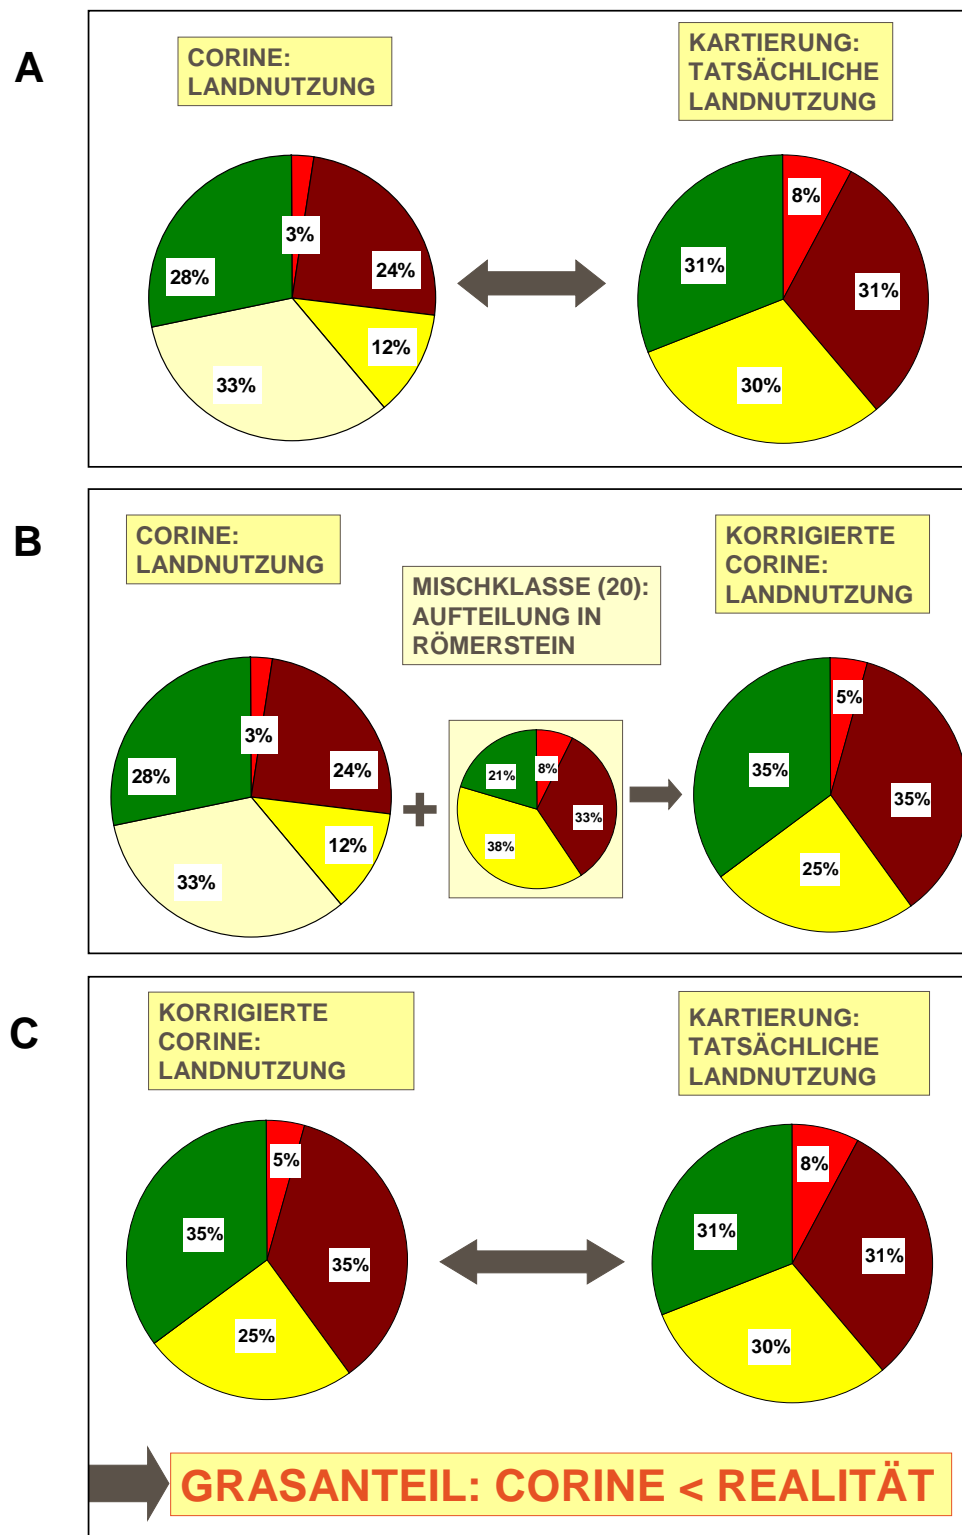 A
CORINE:
LANDNUTZUNG
KARTIERUNG:
TATSÄCHLICHE
LANDNUTZUNG
3%
24%
12%
33%
28%
8%
31%
30%
31%
B
CORINE:
LANDNUTZUNG
MISCHKLASSE (20):
AUFTEILUNG IN
RÖMERSTEIN
KORRIGIERTE
CORINE:
LANDNUTZUNG
3%
24%
12%
33%
28%
+
8%
33%
38%
21%
5%
35%
25%
35%
C
KORRIGIERTE
CORINE:
LANDNUTZUNG
KARTIERUNG:
TATSÄCHLICHE
LANDNUTZUNG
5%
35%
25%
35%
8%
31%
30%
31%
GRASANTEIL: CORINE < REALITÄT